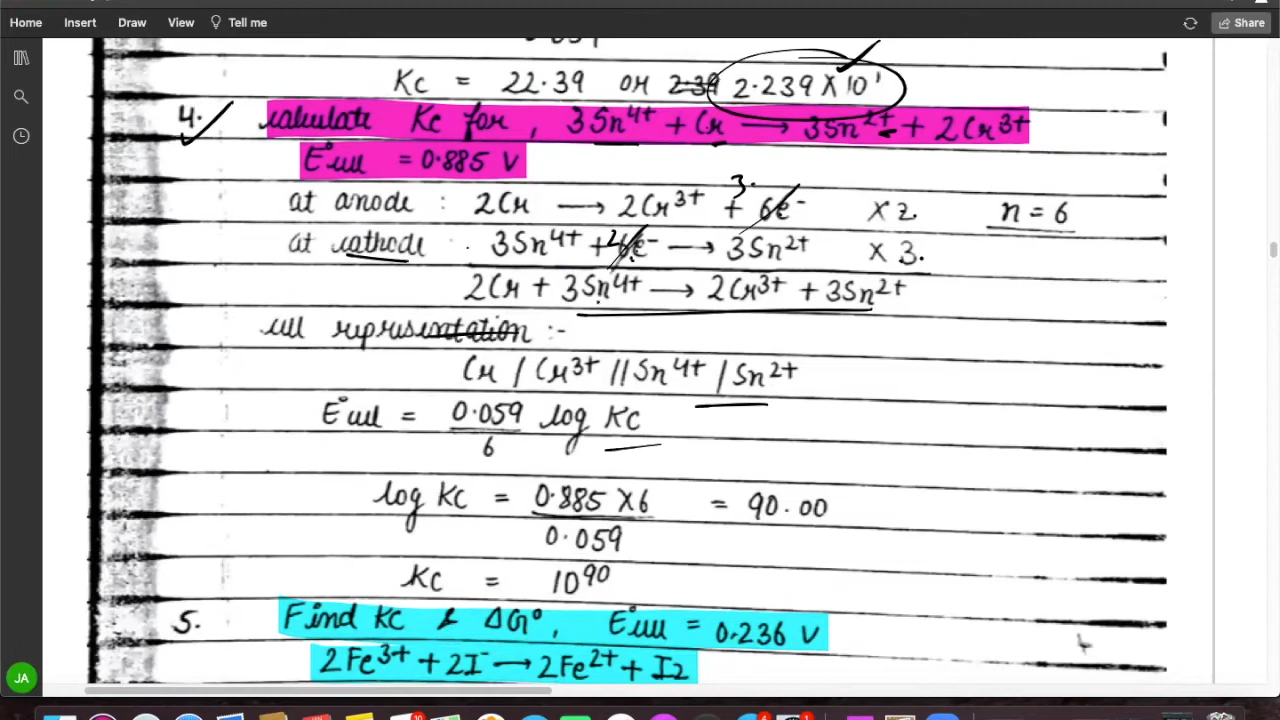 Home Insert Draw View Tell me Share
Kc = 22.39 or 2.39 2.239 X 10¹
4. calculate Kc for, 3Sn⁴⁺ + Cr ⟶ 3Sn²⁺ + 2Cr³⁺
E°cell = 0.885 V
at anode : 2Cr ⟶ 2Cr³⁺ + 6e⁻ 3 X 2. n = 6
at cathode 3Sn⁴⁺ + 6e⁻ 2 ⟶ 3Sn²⁺ X 3.
2Cr + 3Sn⁴⁺ ⟶ 2Cr³⁺ + 3Sn²⁺
cell representation :-
Cr / Cr³⁺ // Sn⁴⁺ / Sn²⁺
E°cell = 0.059 log Kc
6
log Kc = 0.885 X 6 = 90.00
0.059
Kc = 10⁹⁰
5. Find Kc & ΔG°, E°cell = 0.236 V
2Fe³⁺ + 2I⁻ ⟶ 2Fe²⁺ + I2
JA